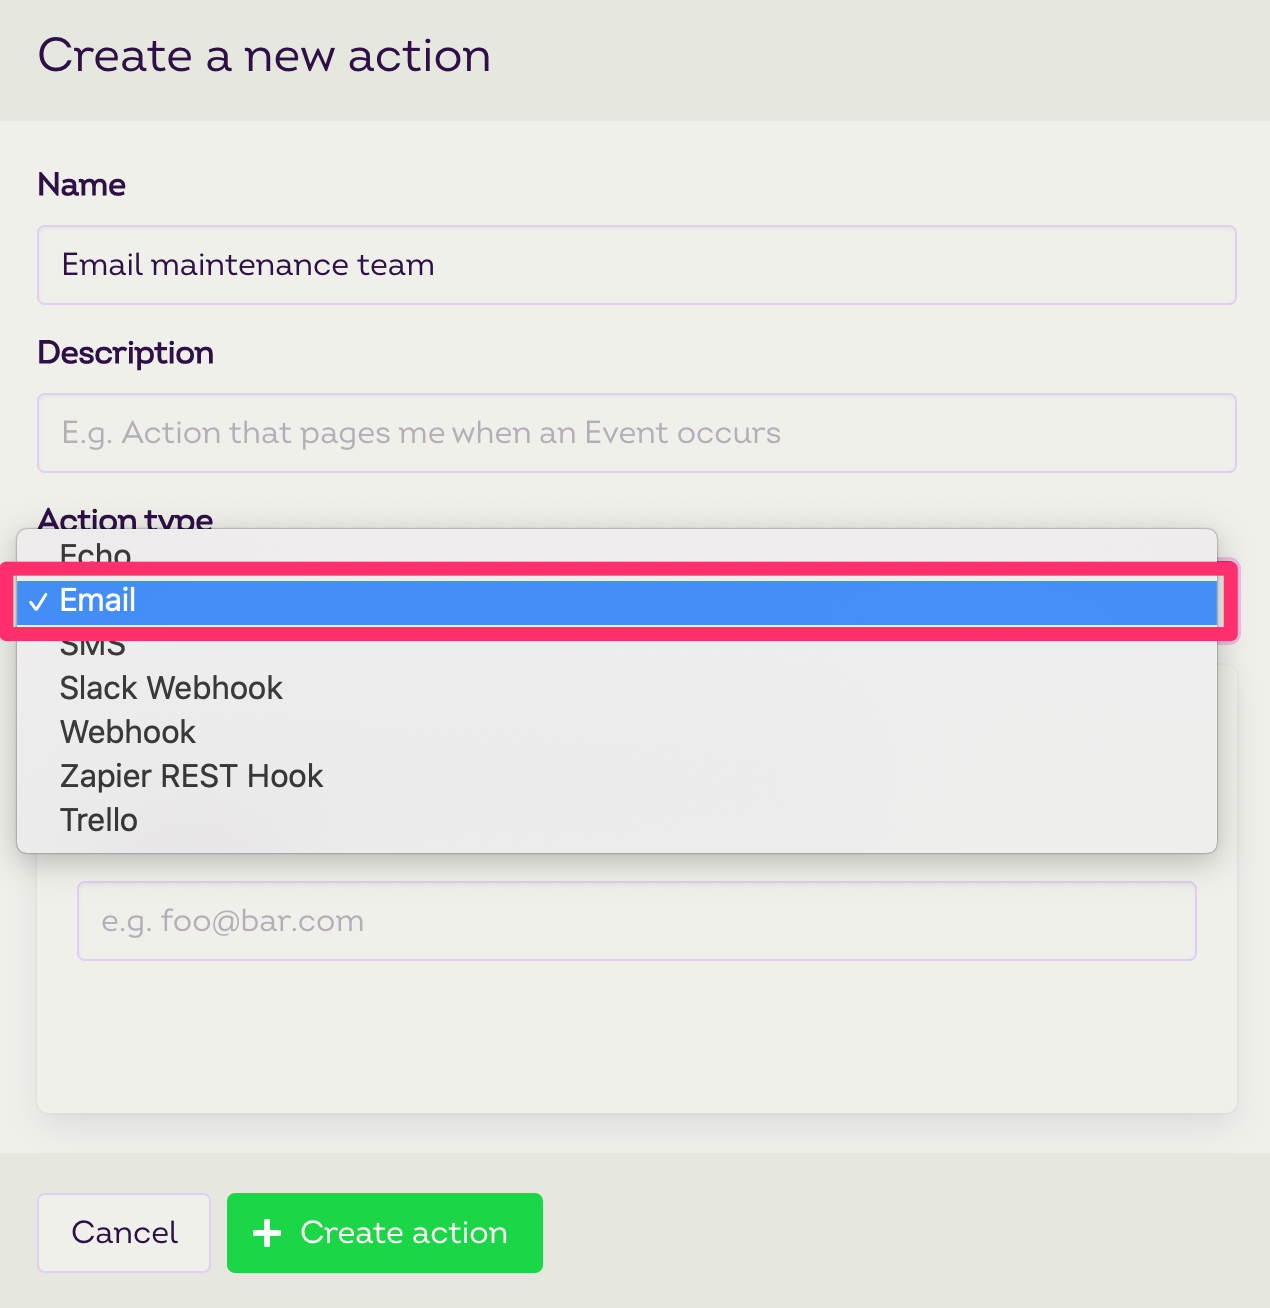 Create a new action
Name
Email maintenance team
Description
E.g. Action that pages me when an Event occurs
Action type
Echo
✓ Email
SMS
Slack Webhook
Webhook
Zapier REST Hook
Trello
e.g. foo@bar.com
Cancel
+ Create action